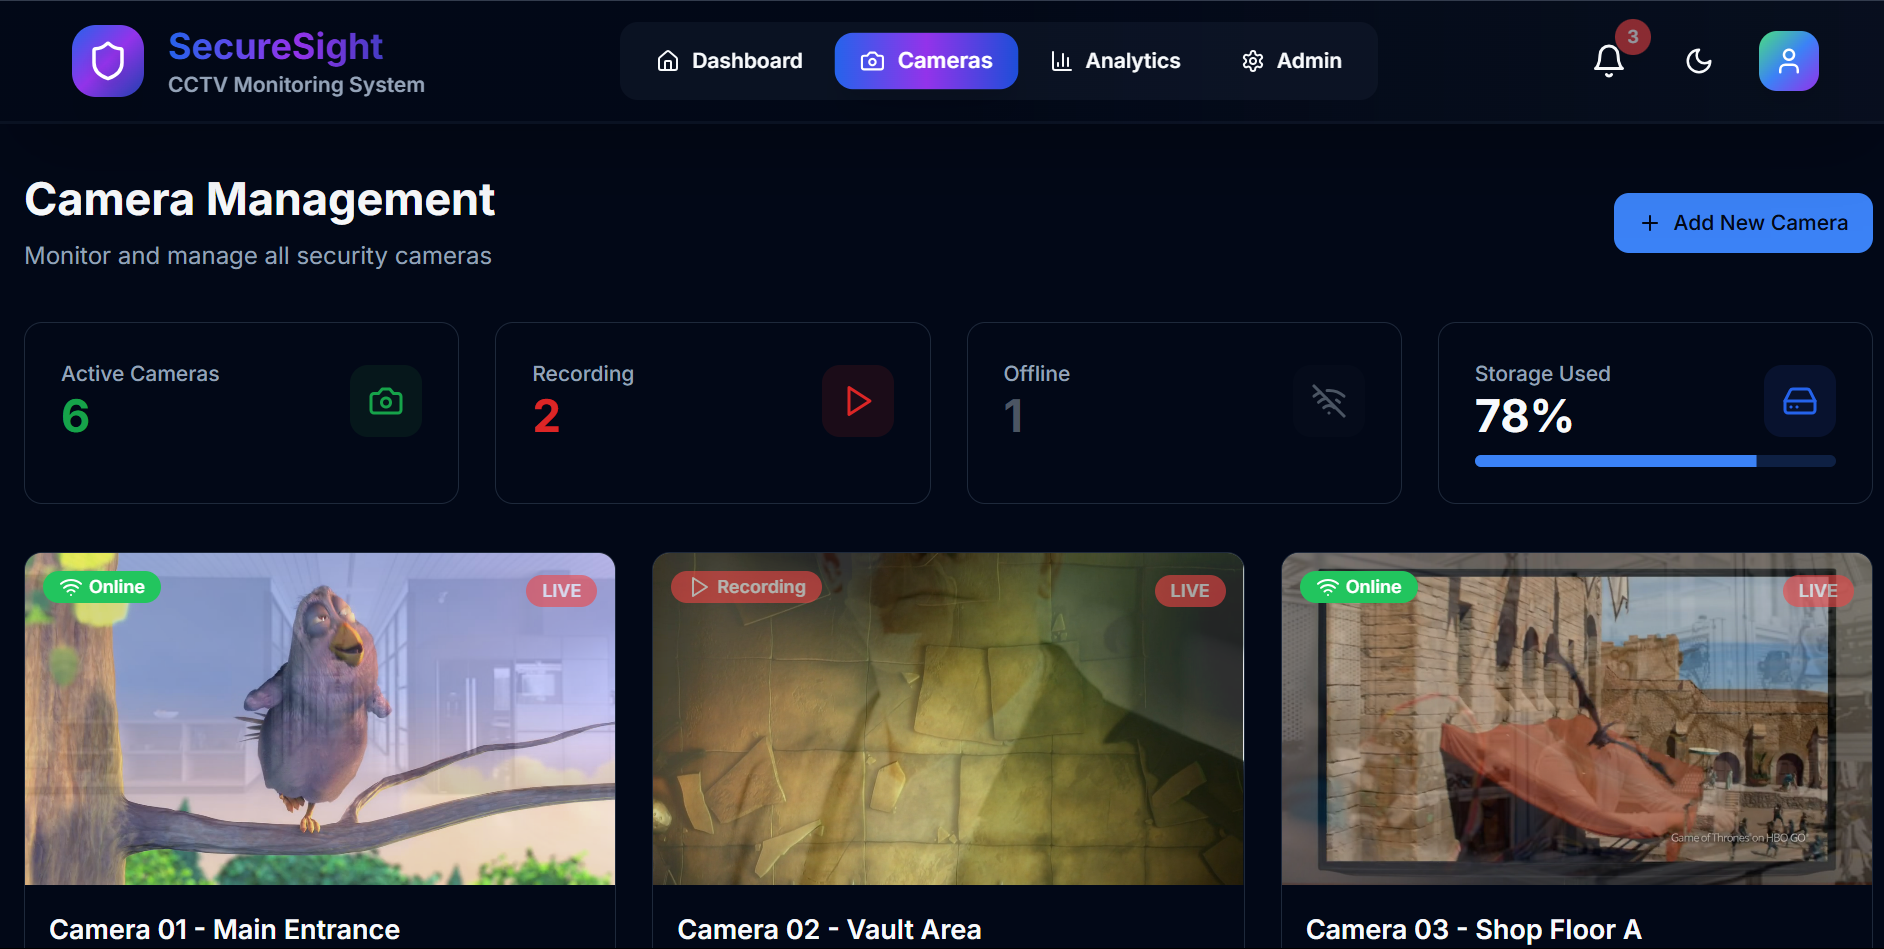 SecureSight
CCTV Monitoring System
Dashboard
Cameras
Analytics
Admin
3
Camera Management
Monitor and manage all security cameras
Add New Camera
Active Cameras
6
Recording
2
Offline
1
Storage Used
78%
Online
LIVE
Recording
LIVE
Online
LIVE
Game of Thrones on HBO GO
Camera 01 - Main Entrance
Camera 02 - Vault Area
Camera 03 - Shop Floor A